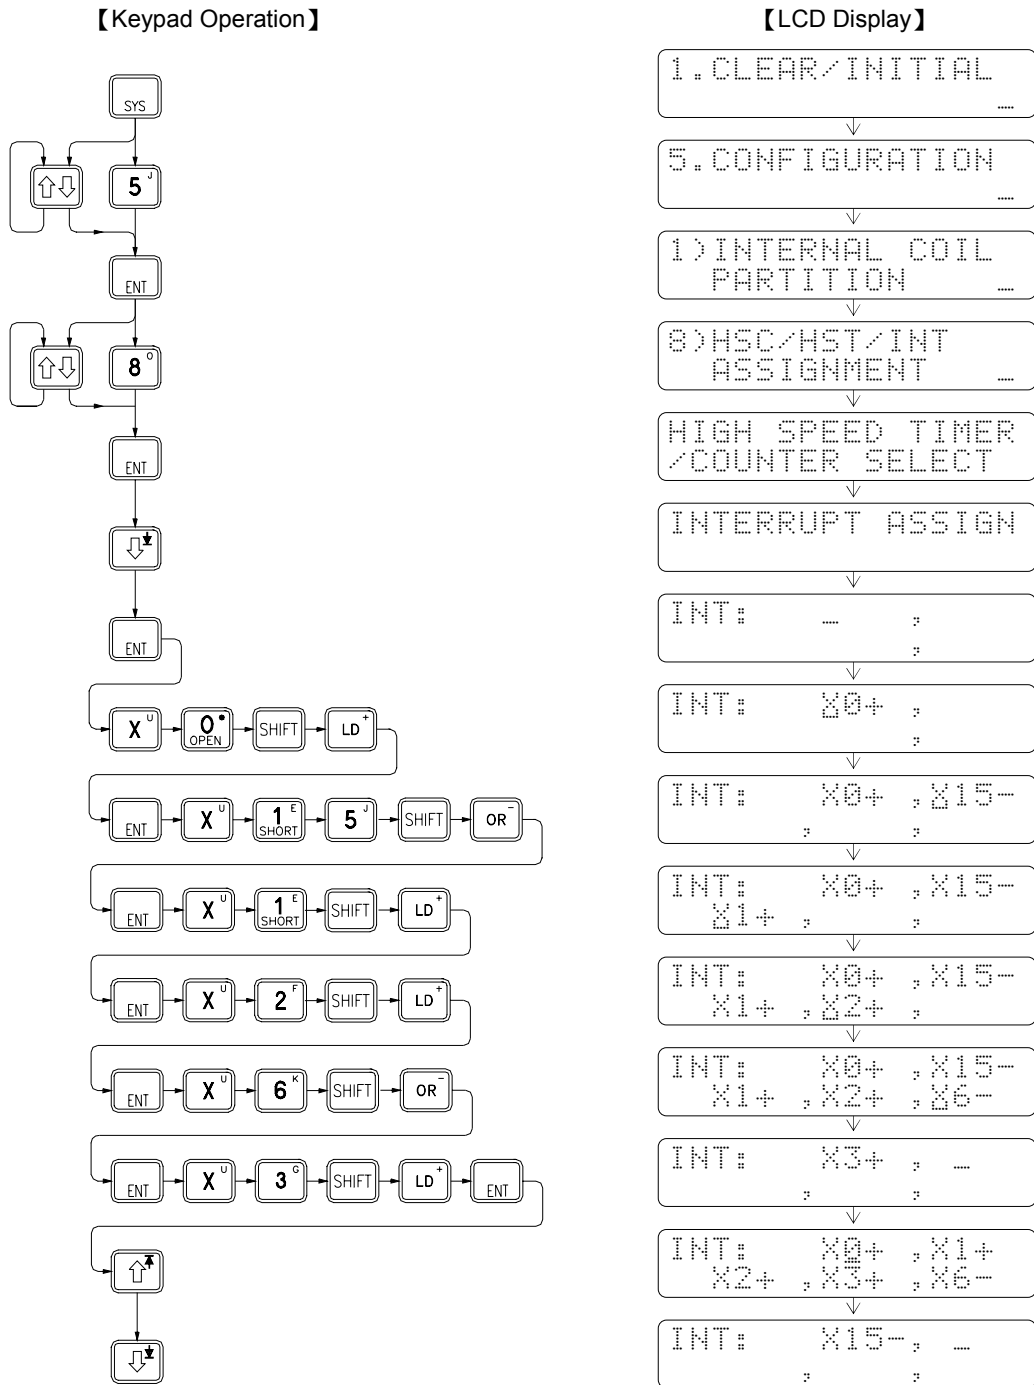 【Keypad Operation】
【LCD Display】
SYS
5 J
ENT
8 O
ENT
ENT
X U 0 • OPEN SHIFT LD +
ENT X U 1 E SHORT 5 J SHIFT OR −
ENT X U 1 E SHORT SHIFT LD +
ENT X U 2 F SHIFT LD +
ENT X U 6 K SHIFT OR −
ENT X U 3 G SHIFT LD + ENT
1.CLEAR/INITIAL
_
5.CONFIGURATION
_
1)INTERNAL COIL
PARTITION _
8)HSC/HST/INT
ASSIGNMENT _
HIGH SPEED TIMER
/COUNTER SELECT
INTERRUPT ASSIGN
INT: _ ,
,
INT: X0+ ,
,
INT: X0+ ,X15-
, ,
INT: X0+ ,X15-
X1+ , ,
INT: X0+ ,X15-
X1+ ,X2+ ,
INT: X0+ ,X15-
X1+ ,X2+ ,X6-
INT: X3+ , _
, ,
INT: X0+ ,X1+
X2+ ,X3+ ,X6-
INT: X15-, _
, ,